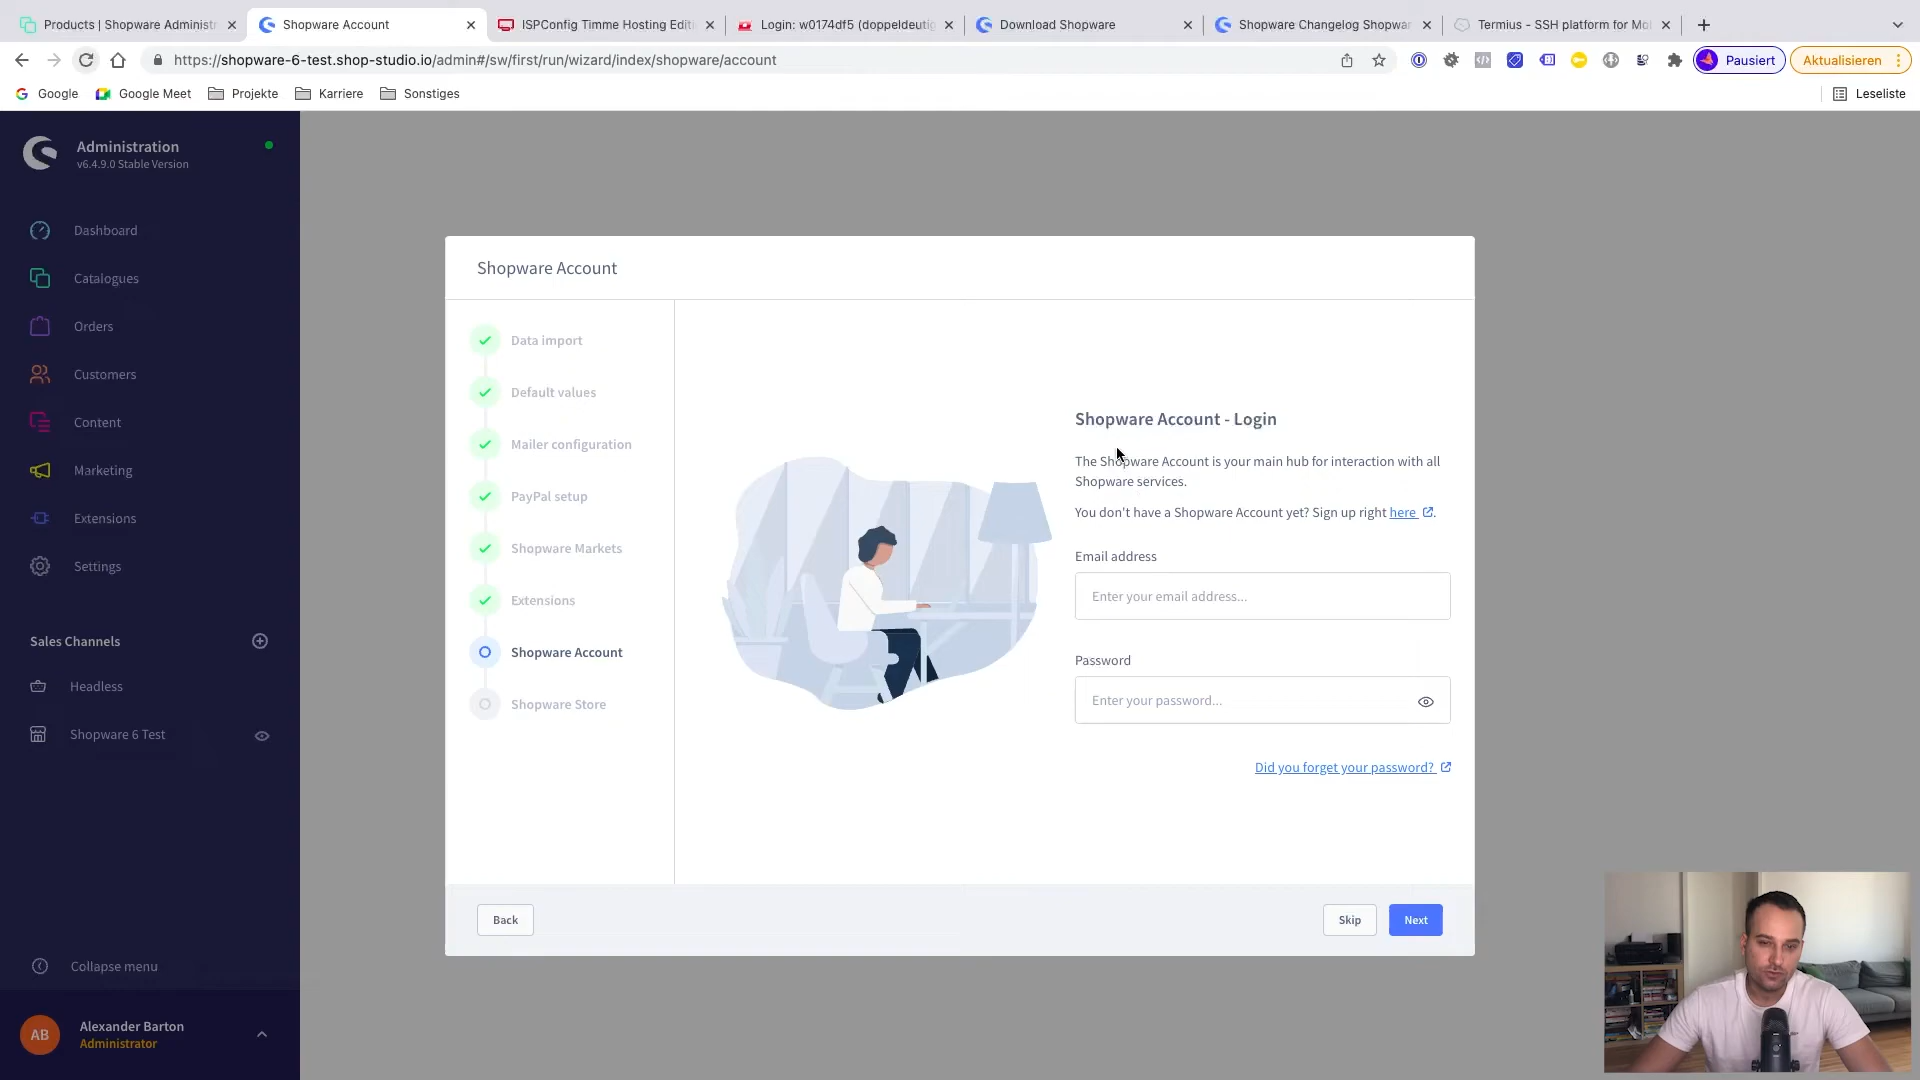 Products | Shopware Administr
Shopware Account
ISPConfig Timme Hosting Editi
Login: w0174df5 (doppeldeutig
Download Shopware
Shopware Changelog Shopwar
Termius - SSH platform for Mo
https://shopware-6-test.shop-studio.io/admin#/sw/first/run/wizard/index/shopware/account
Pausiert
Aktualisieren
Google
Google Meet
Projekte
Karriere
Sonstiges
Leseliste
Administration
v6.4.9.0 Stable Version
Dashboard
Catalogues
Orders
Customers
Content
Marketing
Extensions
Settings
Sales Channels
Headless
Shopware 6 Test
Collapse menu
AB
Alexander Barton
Administrator
Shopware Account
Data import
Default values
Mailer configuration
PayPal setup
Shopware Markets
Extensions
Shopware Account
Shopware Store
Shopware Account - Login
The Shopware Account is your main hub for interaction with all
Shopware services.
You don't have a Shopware Account yet? Sign up right here.
Email address
Enter your email address...
Password
Enter your password...
Did you forget your password?
Back
Skip
Next